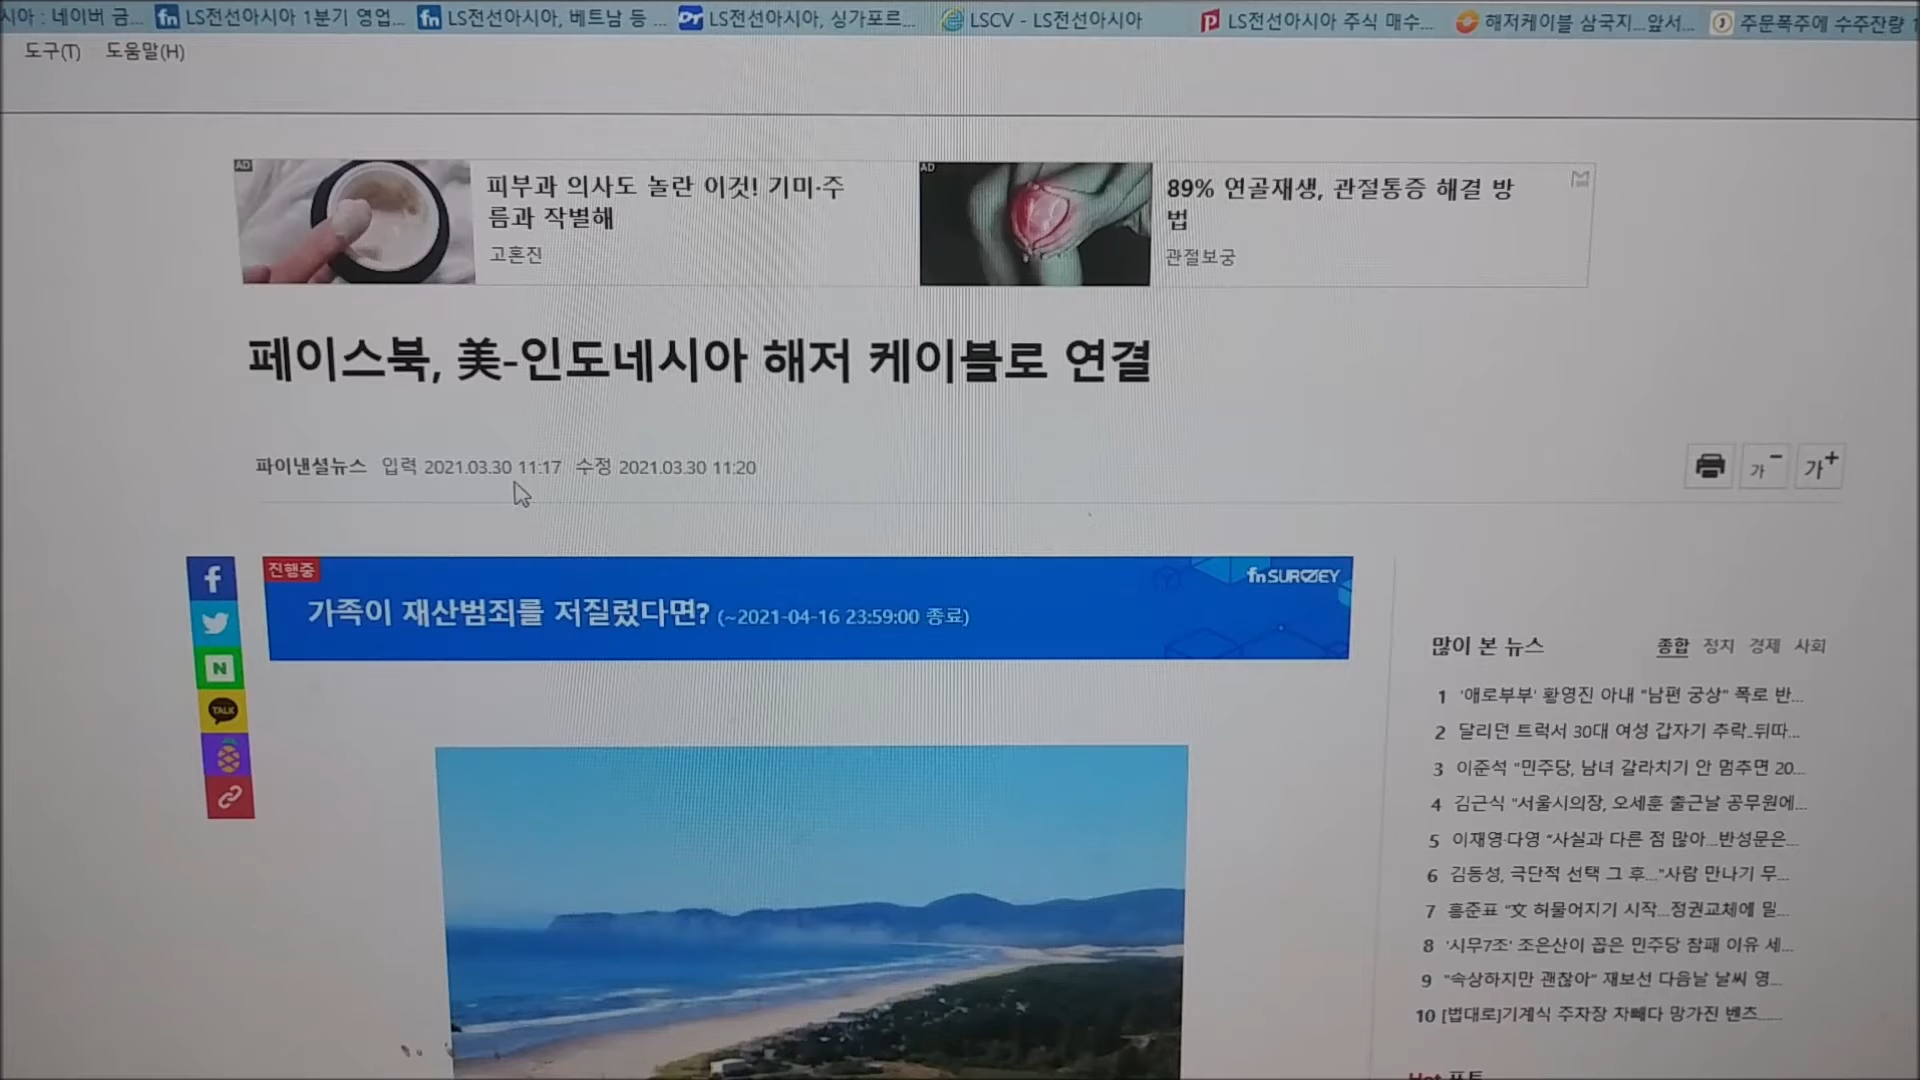 시아 : 네이버 금...
fn LS전선아시아 1분기 영업...
fn LS전선아시아, 베트남 등 ...
LS전선아시아, 싱가포르...
LSCV - LS전선아시아
LS전선아시아 주식 매수...
해저케이블 삼국지...앞서...
주문폭주에 수주잔량
도구(T) 도움말(H)
AD
피부과 의사도 놀란 이것! 기미·주
름과 작별해
고혼진
AD
89% 연골재생, 관절통증 해결 방
법
관절보궁
페이스북, 美-인도네시아 해저 케이블로 연결
파이낸셜뉴스 입력 2021.03.30 11:17 수정 2021.03.30 11:20
가- 가+
f
N
TALK
진행중
fn SURVEY
가족이 재산범죄를 저질렀다면? (~2021-04-16 23:59:00 종료)
많이 본 뉴스 종합 정치 경제 사회
1 '애로부부' 황영진 아내 "남편 궁상" 폭로 반...
2 달리던 트럭서 30대 여성 갑자기 추락..뒤따...
3 이준석 "민주당, 남녀 갈라치기 안 멈추면 20...
4 김근식 "서울시의장, 오세훈 출근날 공무원에...
5 이재영·다영 "사실과 다른 점 많아...반성문은...
6 김동성, 극단적 선택 그 후..."사람 만나기 무...
7 홍준표 "文 허물어지기 시작...정권교체에 밀...
8 '시무7조' 조은산이 꼽은 민주당 참패 이유 세...
9 "속상하지만 괜찮아" 재보선 다음날 날씨 영...
10 [법대로]기계식 주차장 차빼다 망가진 벤츠......
Hot 포토